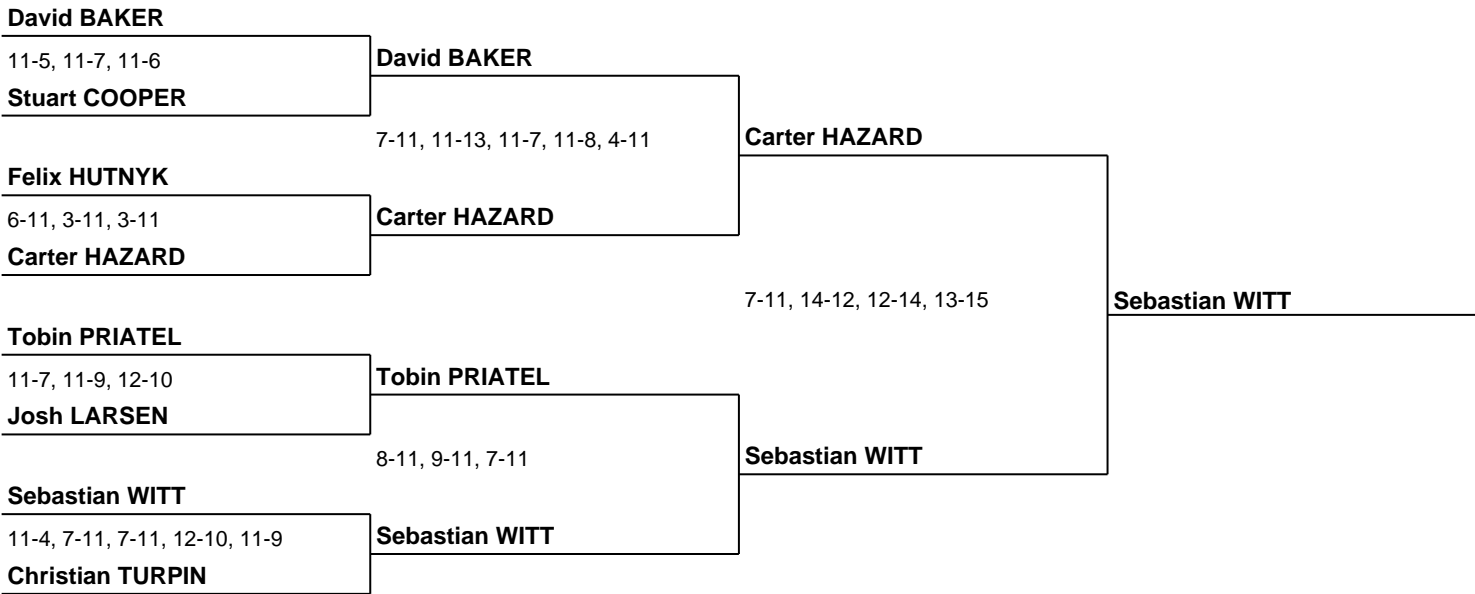 David BAKER
11-5, 11-7, 11-6
David BAKER
Stuart COOPER
7-11, 11-13, 11-7, 11-8, 4-11
Carter HAZARD
Felix HUTNYK
6-11, 3-11, 3-11
Carter HAZARD
Carter HAZARD
7-11, 14-12, 12-14, 13-15
Sebastian WITT
Tobin PRIATEL
11-7, 11-9, 12-10
Tobin PRIATEL
Josh LARSEN
8-11, 9-11, 7-11
Sebastian WITT
Sebastian WITT
11-4, 7-11, 7-11, 12-10, 11-9
Sebastian WITT
Christian TURPIN